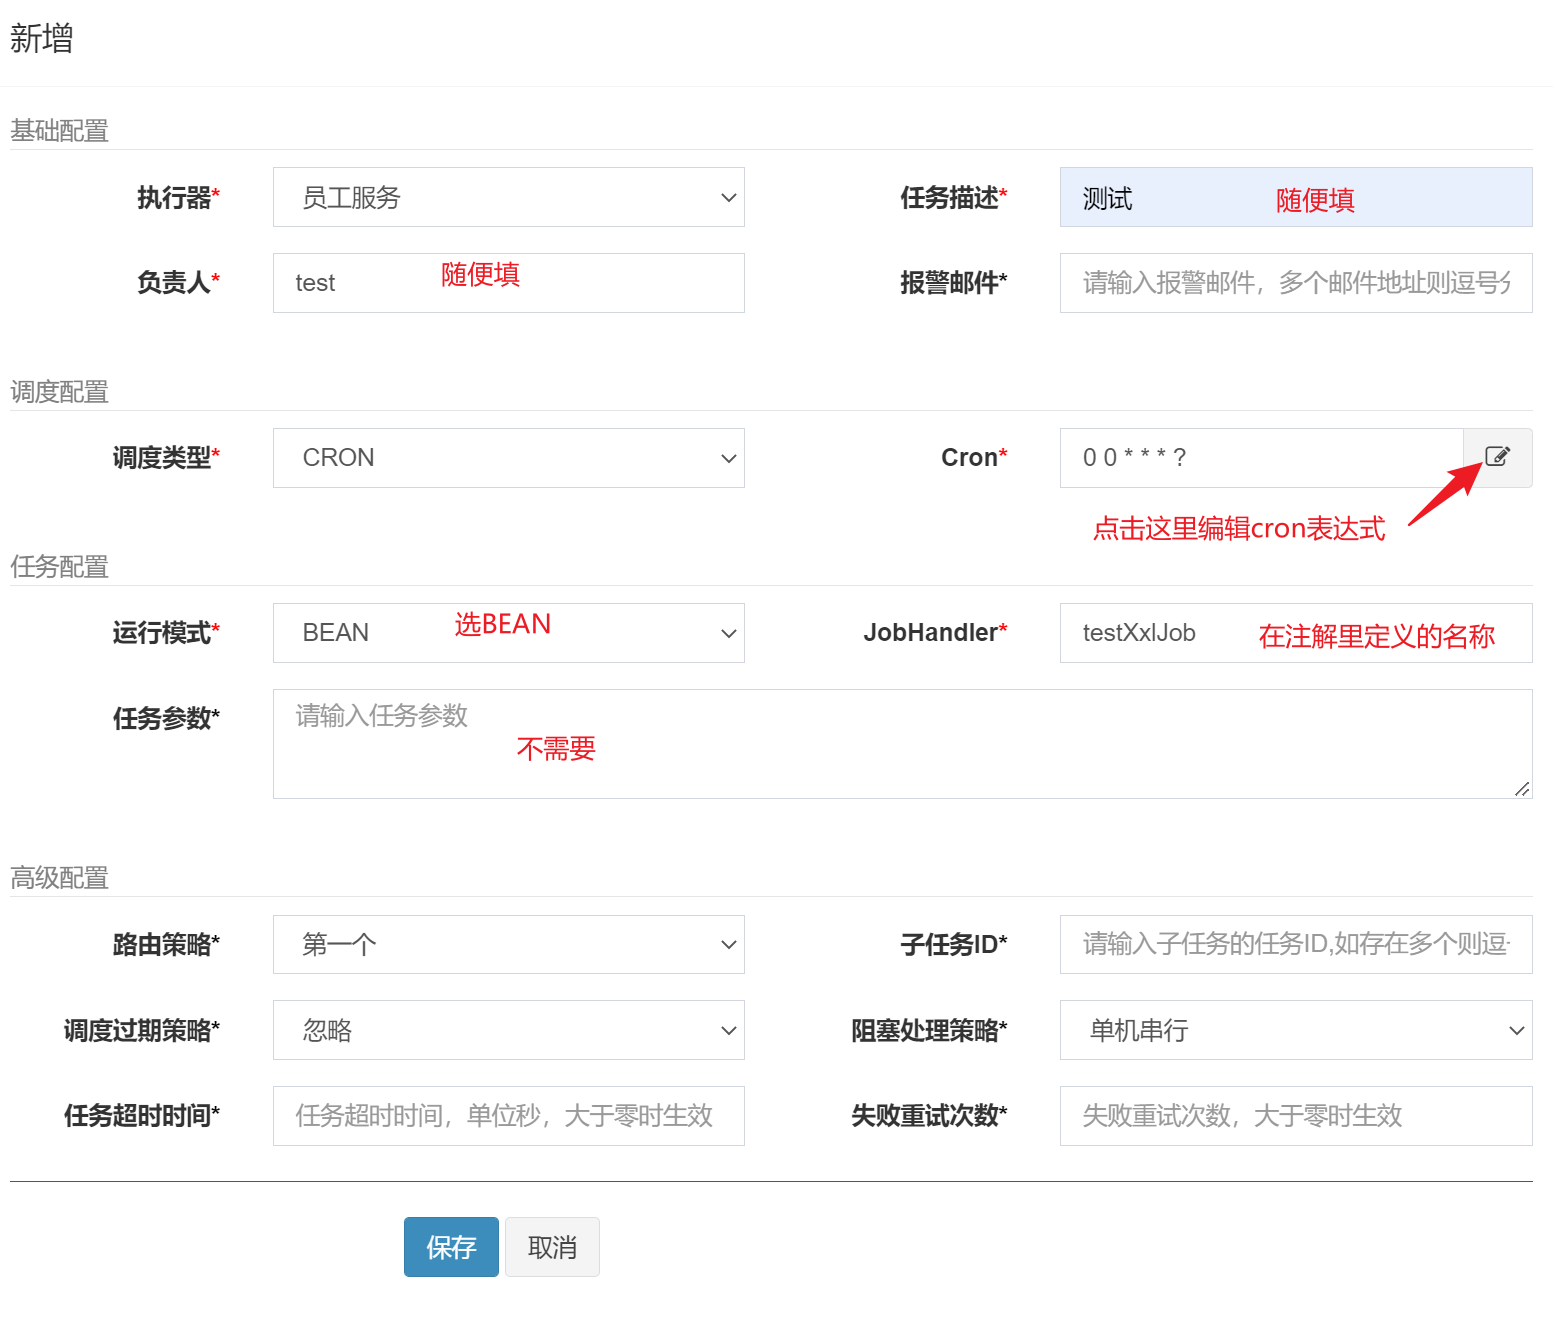 新增
基础配置
执行器* 员工服务 任务描述* 测试 随便填
负责人* test 随便填 报警邮件* 请输入报警邮件，多个邮件地址则逗号分
调度配置
调度类型* CRON Cron* 0 0 * * * ?
点击这里编辑cron表达式
任务配置
运行模式* BEAN 选BEAN JobHandler* testXxlJob 在注解里定义的名称
任务参数* 请输入任务参数
不需要
高级配置
路由策略* 第一个 子任务ID* 请输入子任务的任务ID,如存在多个则逗
调度过期策略* 忽略 阻塞处理策略* 单机串行
任务超时时间* 任务超时时间，单位秒，大于零时生效 失败重试次数* 失败重试次数，大于零时生效
保存 取消